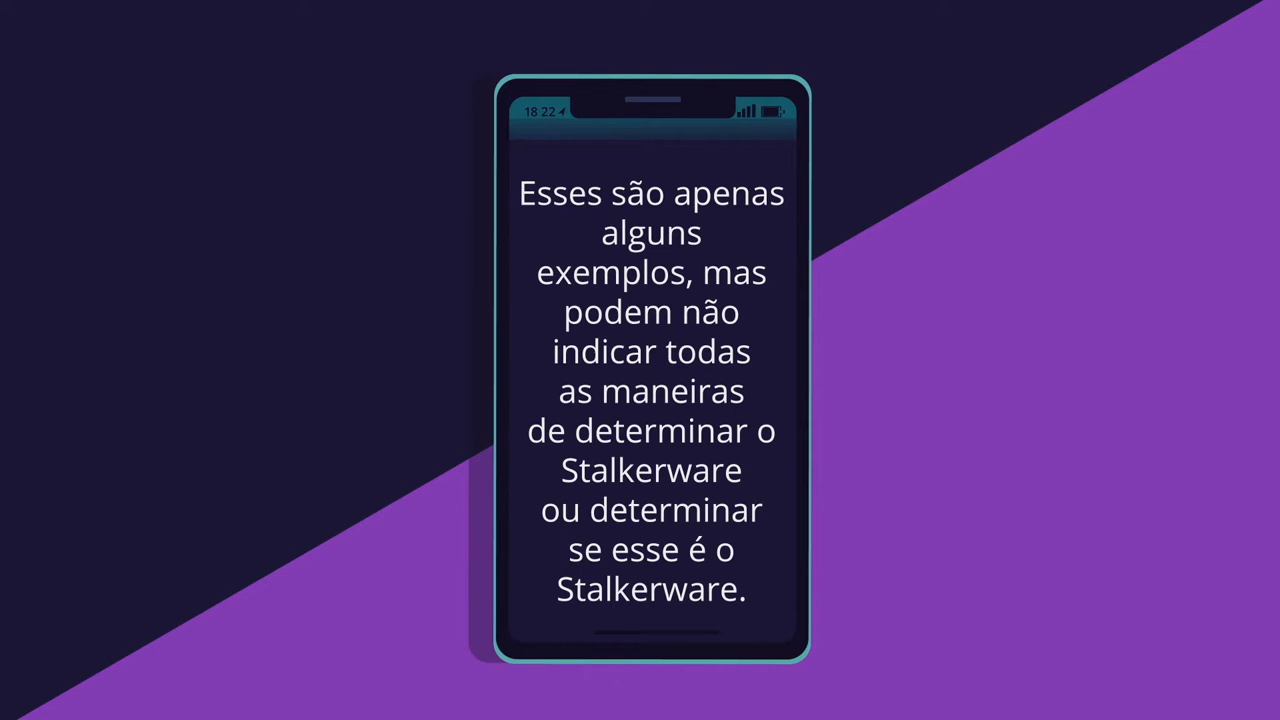 18 22
Esses são apenas
alguns
exemplos, mas
podem não
indicar todas
as maneiras
de determinar o
Stalkerware
ou determinar
se esse é o
Stalkerware.